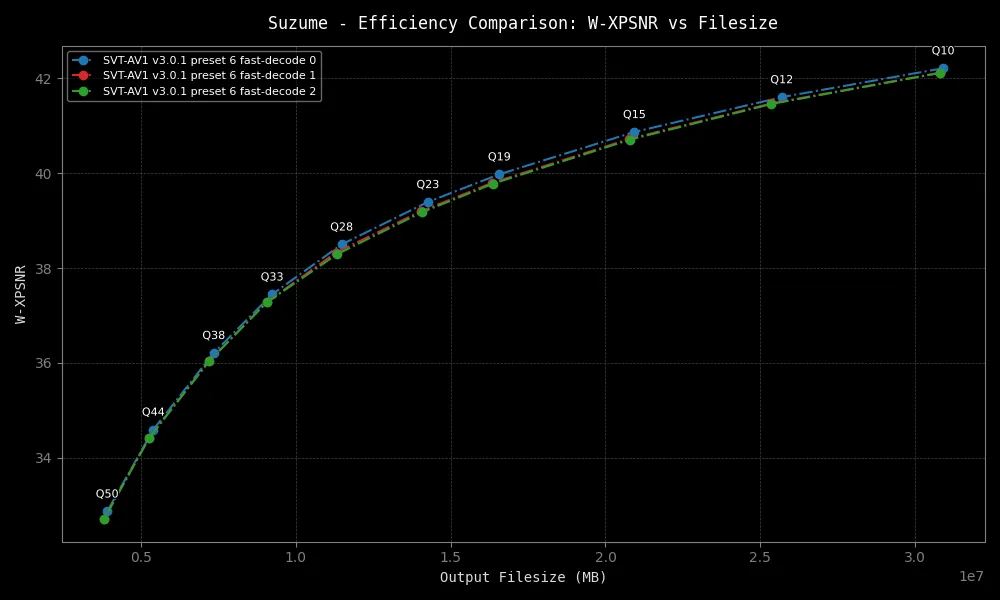 Suzume - Efficiency Comparison: W-XPSNR vs Filesize
SVT-AV1 v3.0.1 preset 6 fast-decode 0
SVT-AV1 v3.0.1 preset 6 fast-decode 1
SVT-AV1 v3.0.1 preset 6 fast-decode 2
Q10
Q12
Q15
Q19
Q23
Q28
Q33
Q38
Q44
Q50
42
40
38
36
34
W-XPSNR
0.5 1.0 1.5 2.0 2.5 3.0
1e7
Output Filesize (MB)